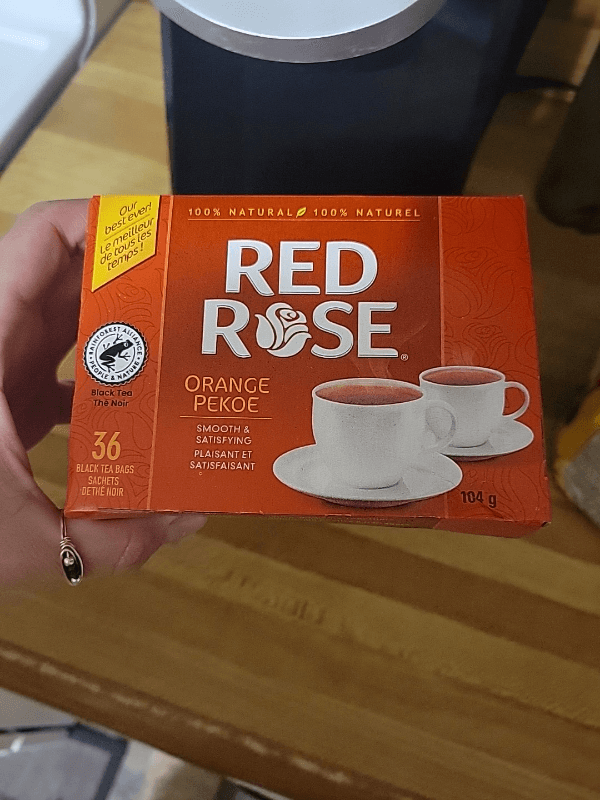 Our
best ever!
Le meilleur
de tous les
temps!
100% NATURAL 100% NATUREL
RED
ROSE®
RAINFOREST ALLIANCE
PEOPLE & NATURE
Black Tea
Thé Noir
ORANGE
PEKOE
SMOOTH &
SATISFYING
PLAISANT ET
SATISFAISANT
36
BLACK TEA BAGS
SACHETS
DE THÉ NOIR
104 g